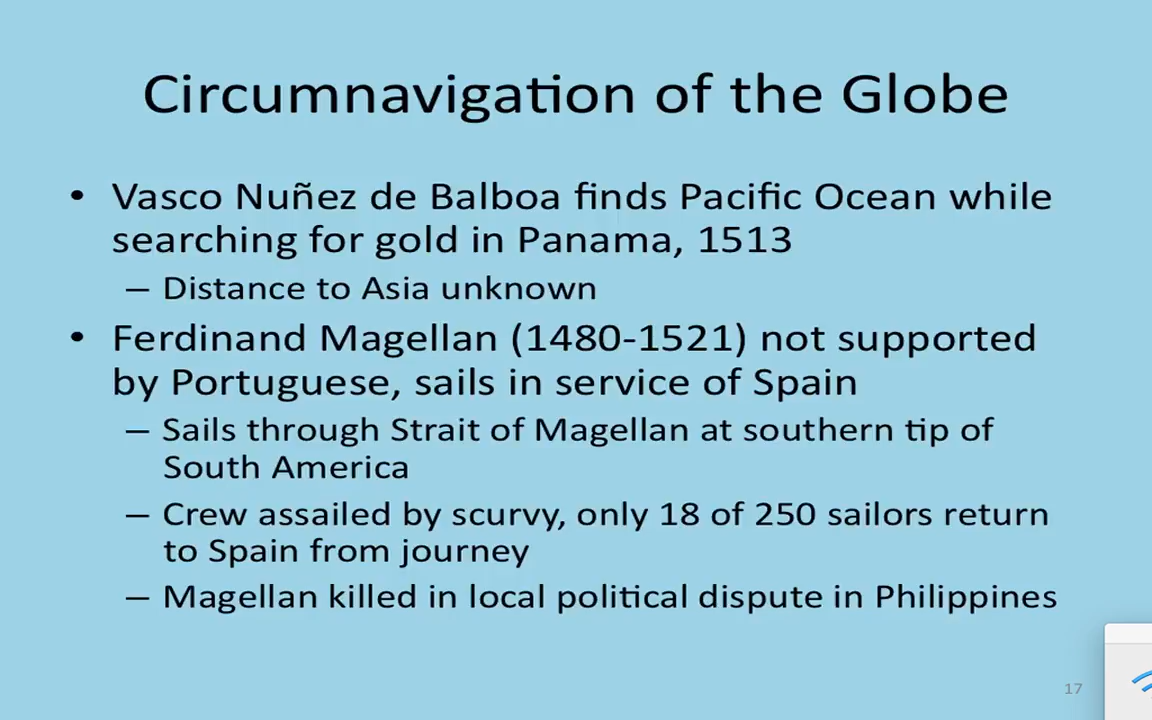 Circumnavigation of the Globe
• Vasco Nuñez de Balboa finds Pacific Ocean while
searching for gold in Panama, 1513
– Distance to Asia unknown
• Ferdinand Magellan (1480-1521) not supported
by Portuguese, sails in service of Spain
– Sails through Strait of Magellan at southern tip of
South America
– Crew assailed by scurvy, only 18 of 250 sailors return
to Spain from journey
– Magellan killed in local political dispute in Philippines
17